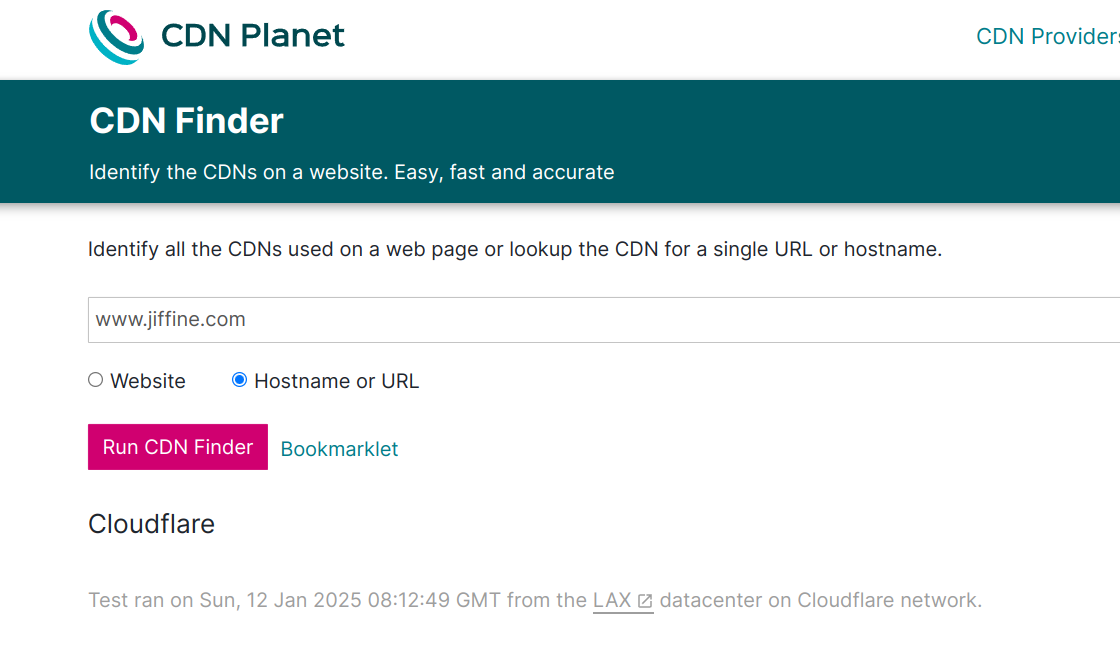 CDN Planet
CDN Providers
CDN Finder
Identify the CDNs on a website. Easy, fast and accurate
Identify all the CDNs used on a web page or lookup the CDN for a single URL or hostname.
www.jiffine.com
Website
Hostname or URL
Run CDN Finder
Bookmarklet
Cloudflare
Test ran on Sun, 12 Jan 2025 08:12:49 GMT from the LAX datacenter on Cloudflare network.